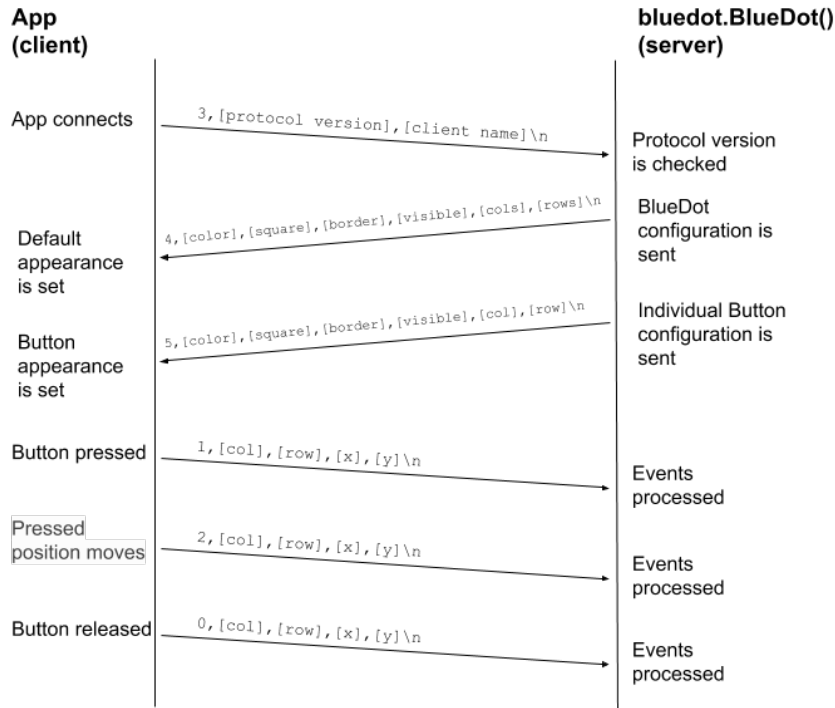 App
(client)
bluedot.BlueDot()
(server)
App connects
3,[protocol version],[client name]\n
Protocol version
is checked
4,[color],[square],[border],[visible],[cols],[rows]\n
BlueDot
configuration is
sent
Default
appearance
is set
5,[color],[square],[border],[visible],[col],[row]\n
Individual Button
configuration is
sent
Button
appearance
is set
Button pressed
1,[col],[row],[x],[y]\n
Events
processed
Pressed
position moves
2,[col],[row],[x],[y]\n
Events
processed
Button released
0,[col],[row],[x],[y]\n
Events
processed